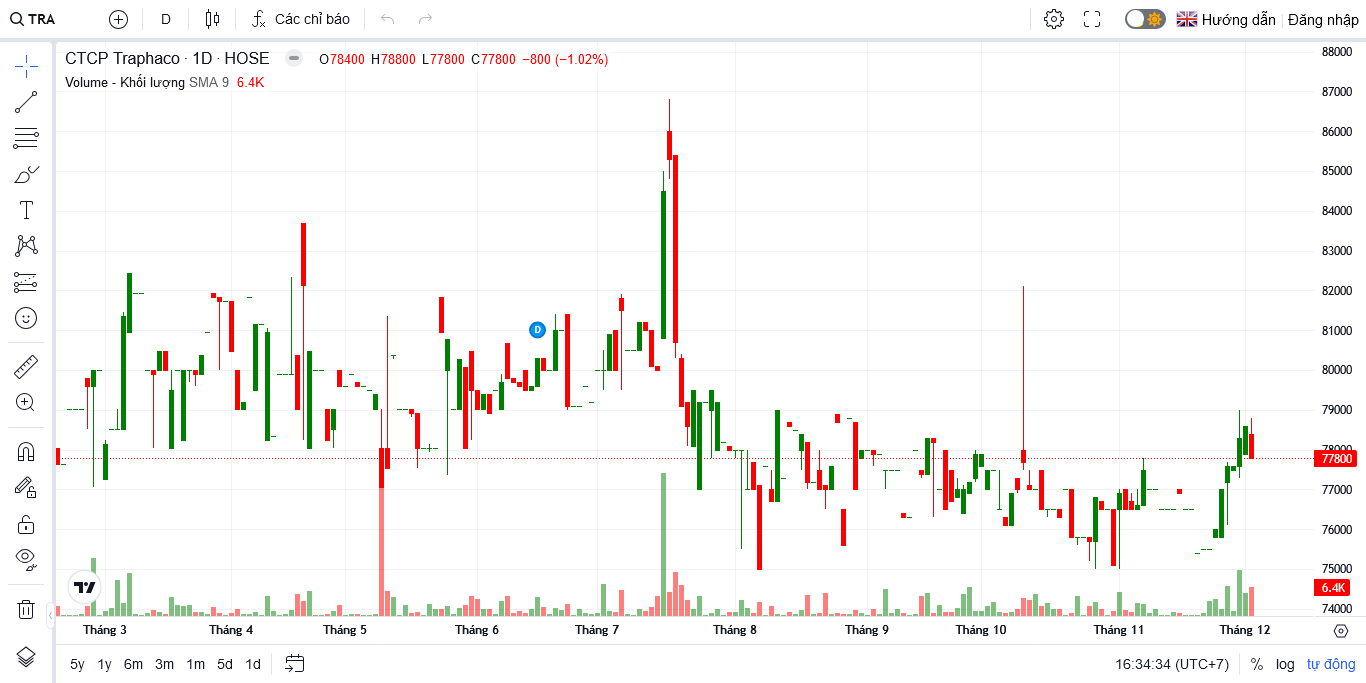 TRA D Các chỉ báo Hướng dẫn Đăng nhập
CTCP Traphaco · 1D · HOSE O78400 H78800 L77800 C77800 −800 (−1.02%)
Volume - Khối lượng SMA 9 6.4K
88000
87000
86000
85000
84000
83000
82000
81000
80000
79000
78000
77800
77000
76000
75000
6.4K
74000
D
Tháng 3 Tháng 4 Tháng 5 Tháng 6 Tháng 7 Tháng 8 Tháng 9 Tháng 10 Tháng 11 Tháng 12
5y 1y 6m 3m 1m 5d 1d 16:34:34 (UTC+7) % log tự động